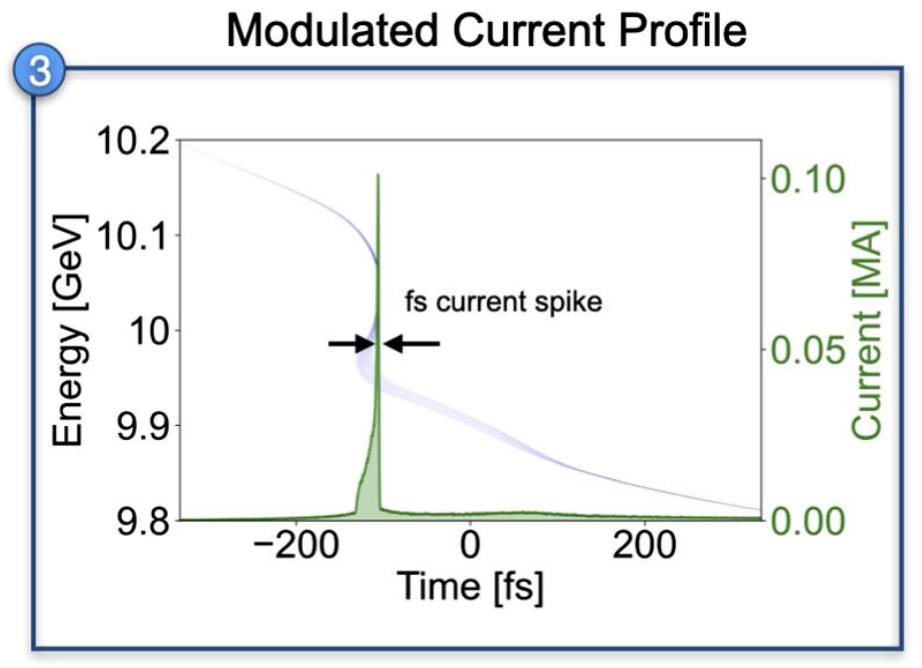 Modulated Current Profile
3
10.2
10.1
10
9.9
9.8
Energy [GeV]
fs current spike
0.10
0.05
0.00
Current [MA]
−200
0
200
Time [fs]